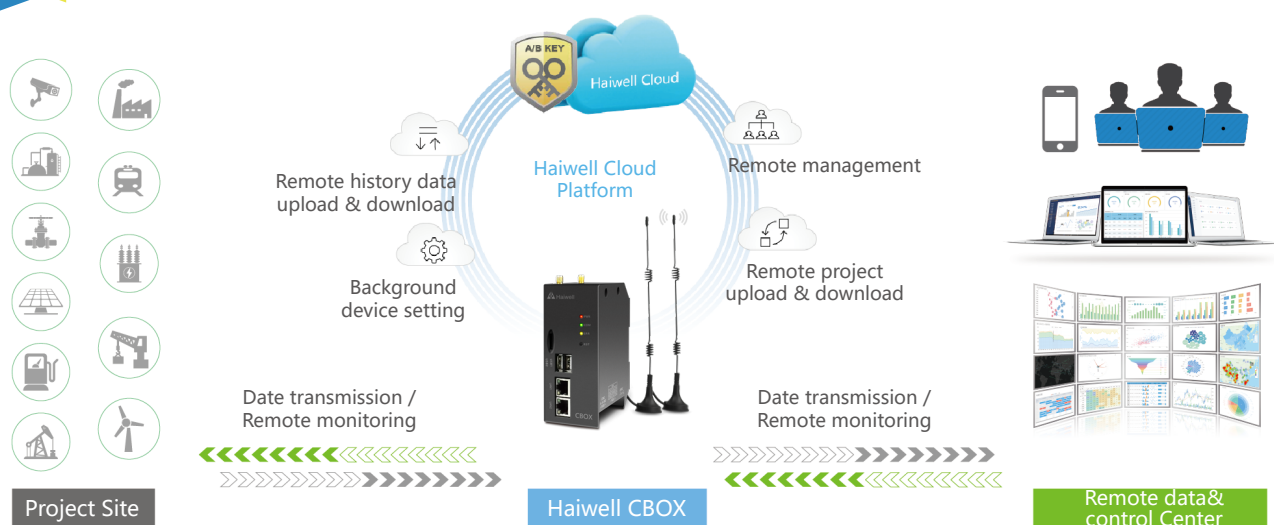 A/B KEY
Haiwell Cloud
Haiwell Cloud
Platform
Remote history data
upload & download
Background
device setting
Remote management
Remote project
upload & download
Haiwell
CBOX
Date transmission /
Remote monitoring
Date transmission /
Remote monitoring
Project Site
Haiwell CBOX
Remote data&
control Center